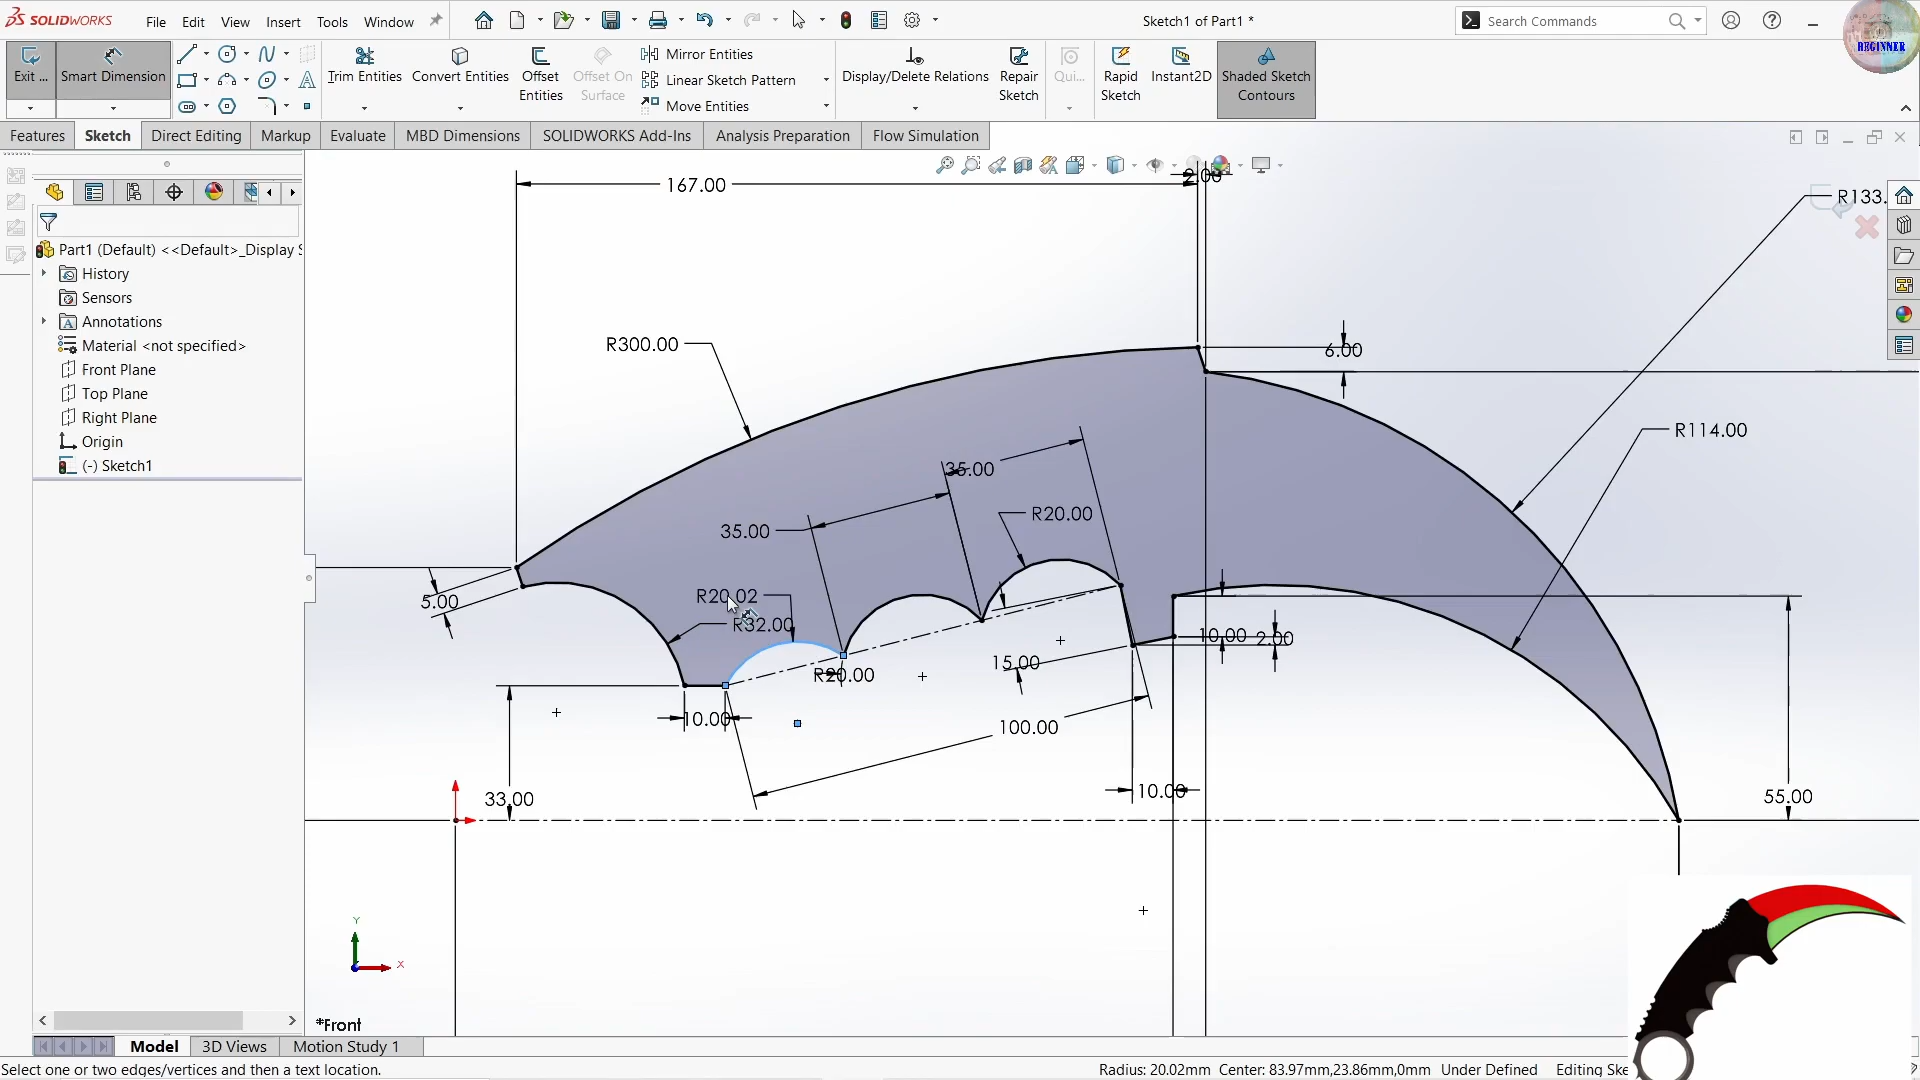 SOLIDWORKS File Edit View Insert Tools Window Sketch1 of Part1 * Search Commands
BEGINNER
Exit ... Smart Dimension Trim Entities Convert Entities Offset Entities Offset On Surface Mirror Entities Linear Sketch Pattern Move Entities Display/Delete Relations Repair Sketch Qui... Rapid Sketch Instant2D Shaded Sketch Contours
Features Sketch Direct Editing Markup Evaluate MBD Dimensions SOLIDWORKS Add-Ins Analysis Preparation Flow Simulation
Part1 (Default) <<Default>_Display S
History
Sensors
Annotations
Material <not specified>
Front Plane
Top Plane
Right Plane
Origin
(-) Sketch1
167.00
2.00
R133.
R300.00
6.00
R114.00
35.00
35.00
R20.00
R20.02
5.00
R32.00
10.00
2.00
15.00
R20.00
10.00
100.00
10.00
33.00
55.00
Y
X
*Front
Model 3D Views Motion Study 1
Select one or two edges/vertices and then a text location.
Radius: 20.02mm Center: 83.97mm,23.86mm,0mm Under Defined Editing Ske